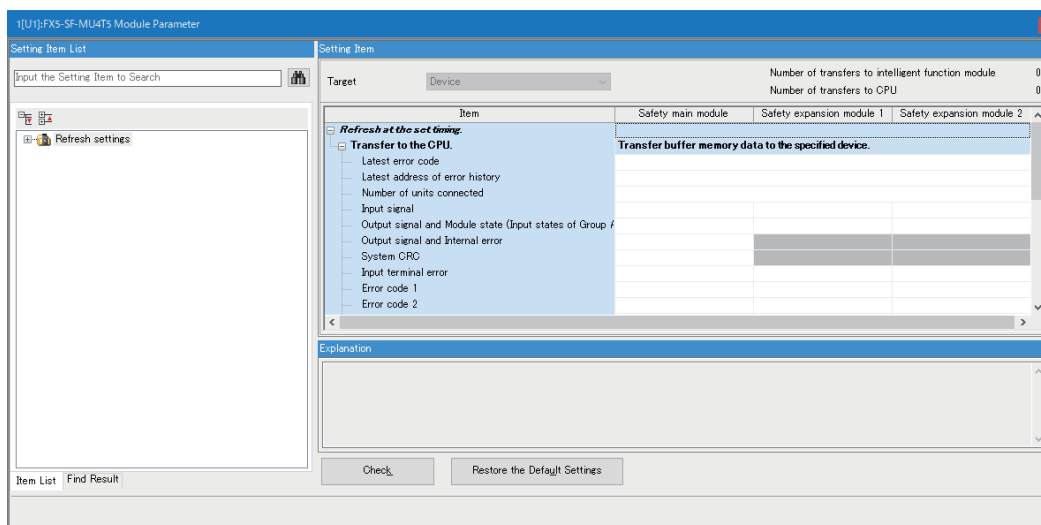 1[U1]:FX5-SF-MU4T5 Module Parameter
Setting Item List
Input the Setting Item to Search
Refresh settings
Item List Find Result
Setting Item
Target Device
Number of transfers to intelligent function module 0
Number of transfers to CPU 0
Item Safety main module Safety expansion module 1 Safety expansion module 2
Refresh at the set timing.
Transfer to the CPU. Transfer buffer memory data to the specified device.
Latest error code
Latest address of error history
Number of units connected
Input signal
Output signal and Module state (Input states of Group A
Output signal and Internal error
System CRC
Input terminal error
Error code 1
Error code 2
Explanation
Check
Restore the Default Settings